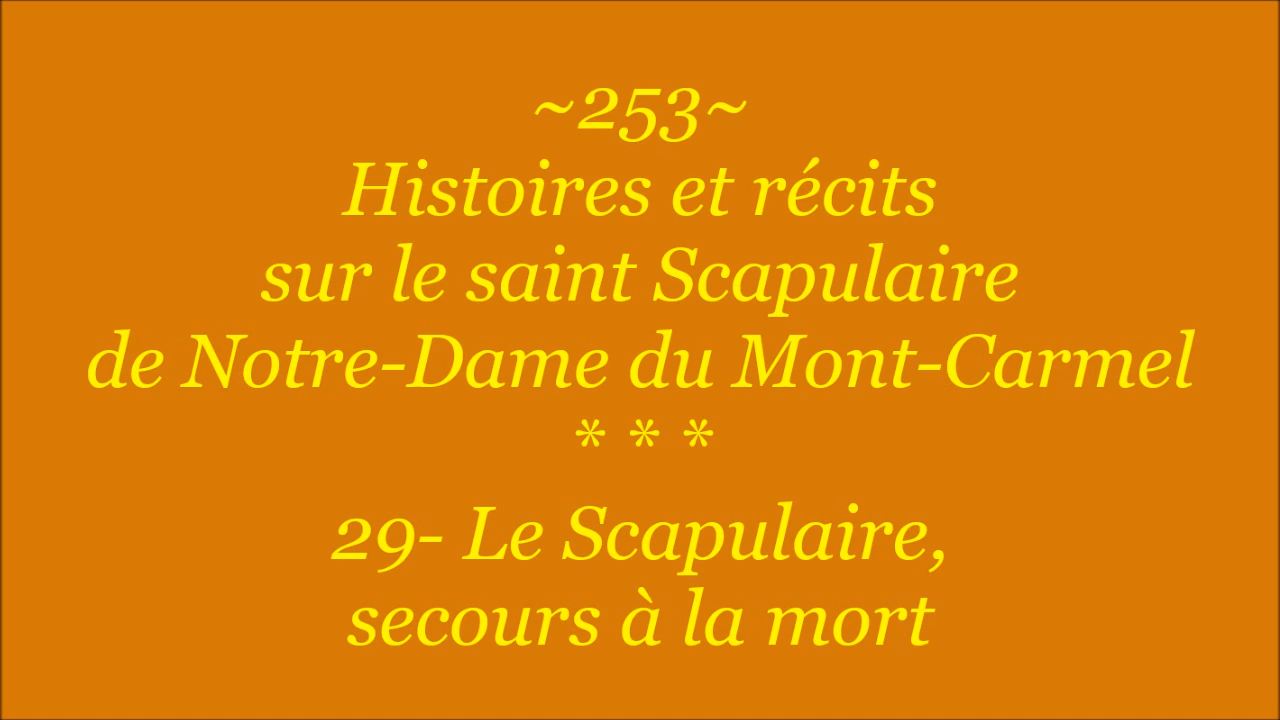 ~253~
Histoires et récits
sur le saint Scapulaire
de Notre-Dame du Mont-Carmel
* * *
29- Le Scapulaire,
secours à la mort